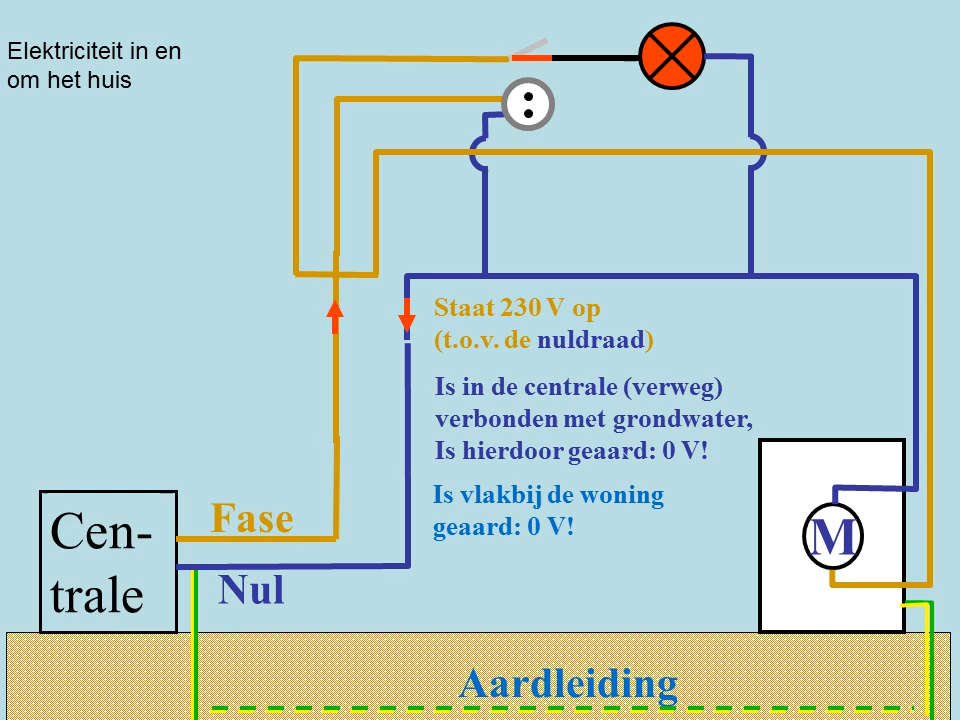 Elektriciteit in en
om het huis
Staat 230 V op
(t.o.v. de nuldraad)
Is in de centrale (verweg)
verbonden met grondwater,
Is hierdoor geaard: 0 V!
Is vlakbij de woning
geaard: 0 V!
Cen-
trale
Fase
Nul
M
Aardleiding